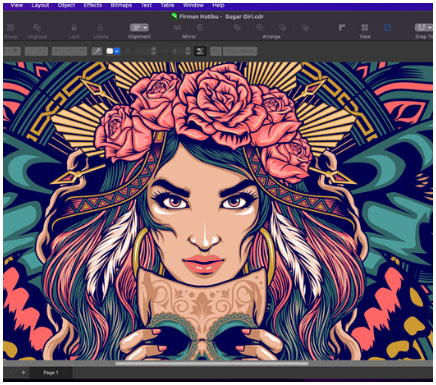 View Layout Object Effects Bitmaps Text Table Window Help
Firman Hatibu - Sugar Girl.cdr
Group Ungroup Lock Unlock Alignment Mirror Arrange View Snap To
+ Page 1